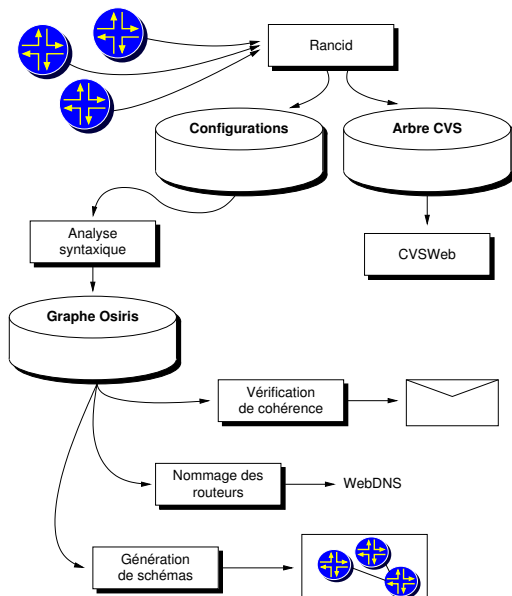 Rancid
Configurations
Arbre CVS
Analyse
syntaxique
CVSWeb
Graphe Osiris
Vérification
de cohérence
Nommage des
routeurs
WebDNS
Génération
de schémas